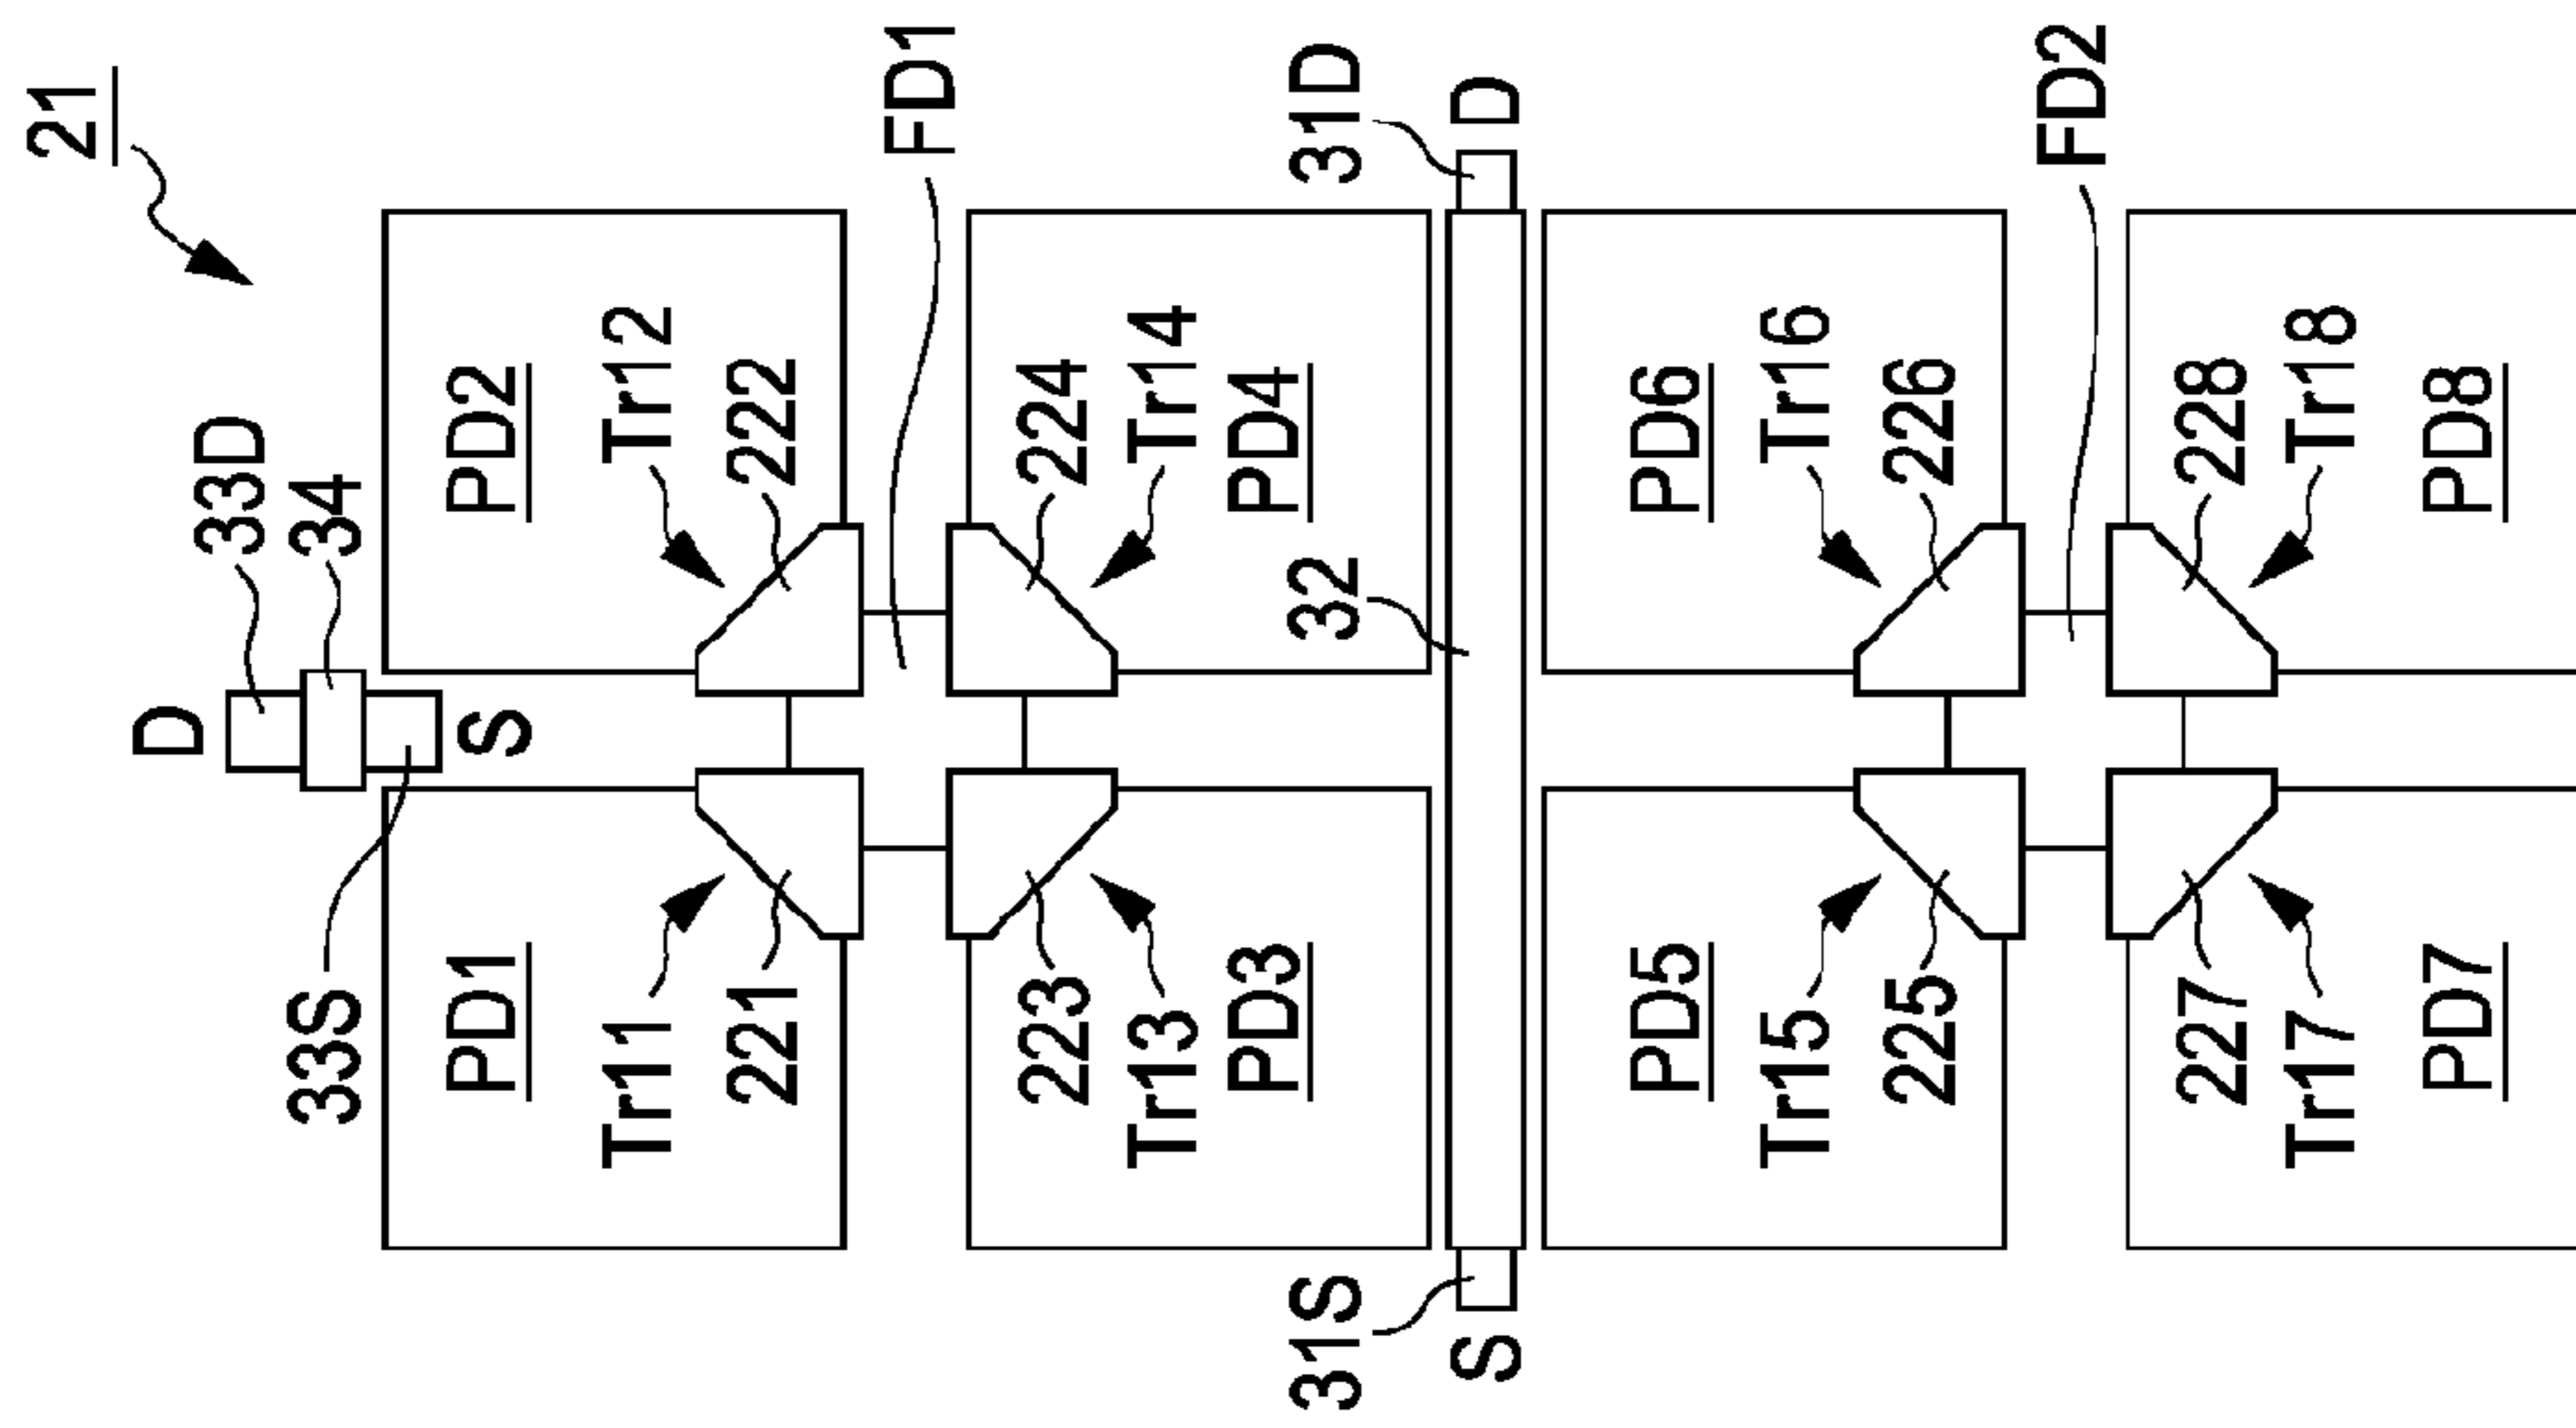 21
FD1
33D
34
D
S
33S
PD1
PD2
Tr11
Tr12
221
222
223
224
Tr13
Tr14
PD3
PD4
31S
S
32
31D
D
PD5
PD6
Tr15
Tr16
225
226
FD2
227
228
Tr17
Tr18
PD7
PD8